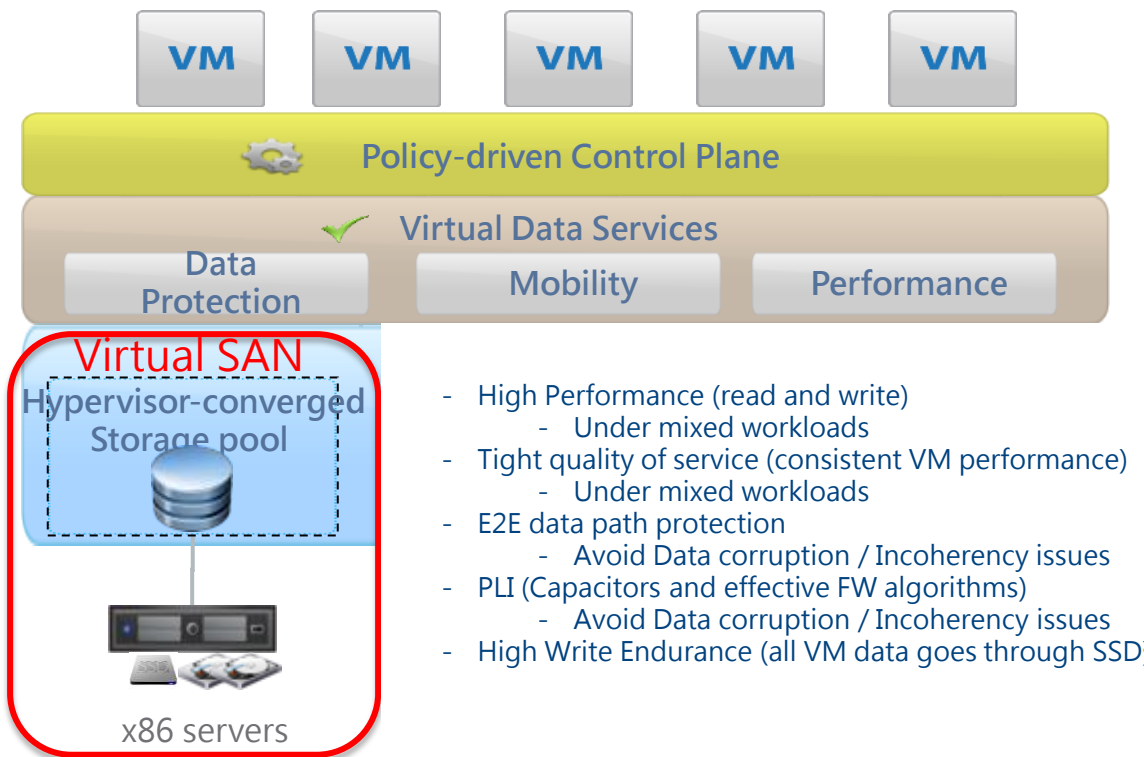 VM VM VM VM VM
Policy-driven Control Plane
Virtual Data Services
Data
Protection
Mobility
Performance
Virtual SAN
Hypervisor-converged
Storage pool
SSD
x86 servers
- High Performance (read and write)
- Under mixed workloads
- Tight quality of service (consistent VM performance)
- Under mixed workloads
- E2E data path protection
- Avoid Data corruption / Incoherency issues
- PLI (Capacitors and effective FW algorithms)
- Avoid Data corruption / Incoherency issues
- High Write Endurance (all VM data goes through SSD)